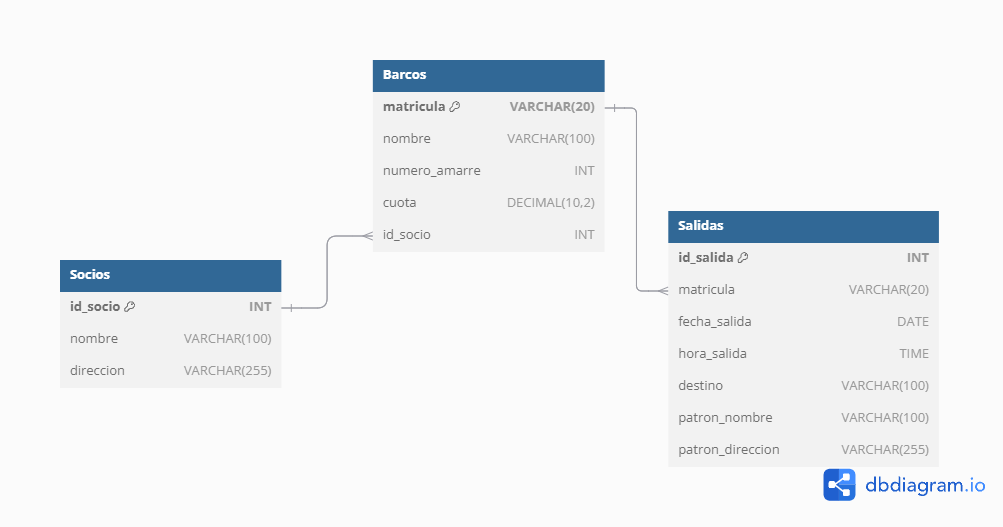 Barcos
matricula VARCHAR(20)
nombre VARCHAR(100)
numero_amarre INT
cuota DECIMAL(10,2)
id_socio INT
Socios
id_socio INT
nombre VARCHAR(100)
direccion VARCHAR(255)
Salidas
id_salida INT
matricula VARCHAR(20)
fecha_salida DATE
hora_salida TIME
destino VARCHAR(100)
patron_nombre VARCHAR(100)
patron_direccion VARCHAR(255)
dbdiagram.io